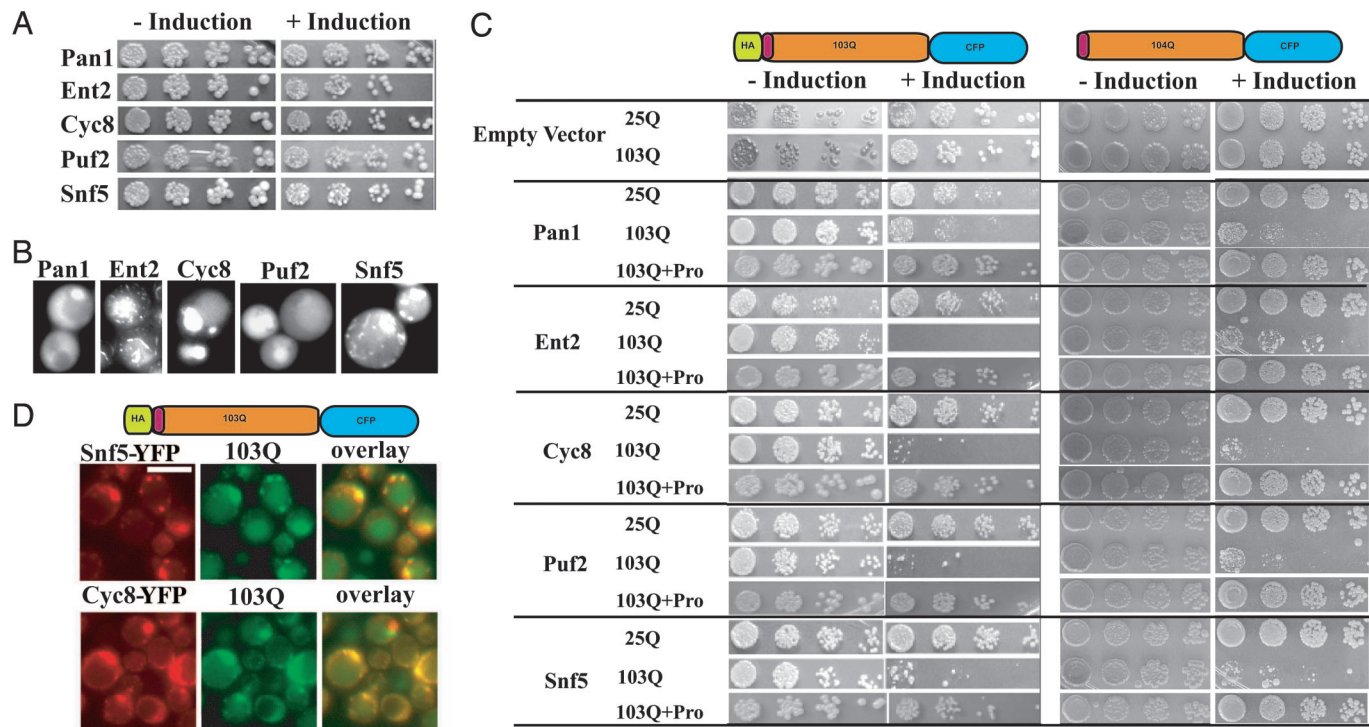 A
- Induction + Induction
Pan1
Ent2
Cyc8
Puf2
Snf5
B
Pan1 Ent2 Cyc8 Puf2 Snf5
D
HA 103Q CFP
Snf5-YFP 103Q overlay
Cyc8-YFP 103Q overlay
C
HA 103Q CFP 104Q CFP
- Induction + Induction - Induction + Induction
Empty Vector
25Q
103Q
Pan1
25Q
103Q
103Q+Pro
Ent2
25Q
103Q
103Q+Pro
Cyc8
25Q
103Q
103Q+Pro
Puf2
25Q
103Q
103Q+Pro
Snf5
25Q
103Q
103Q+Pro